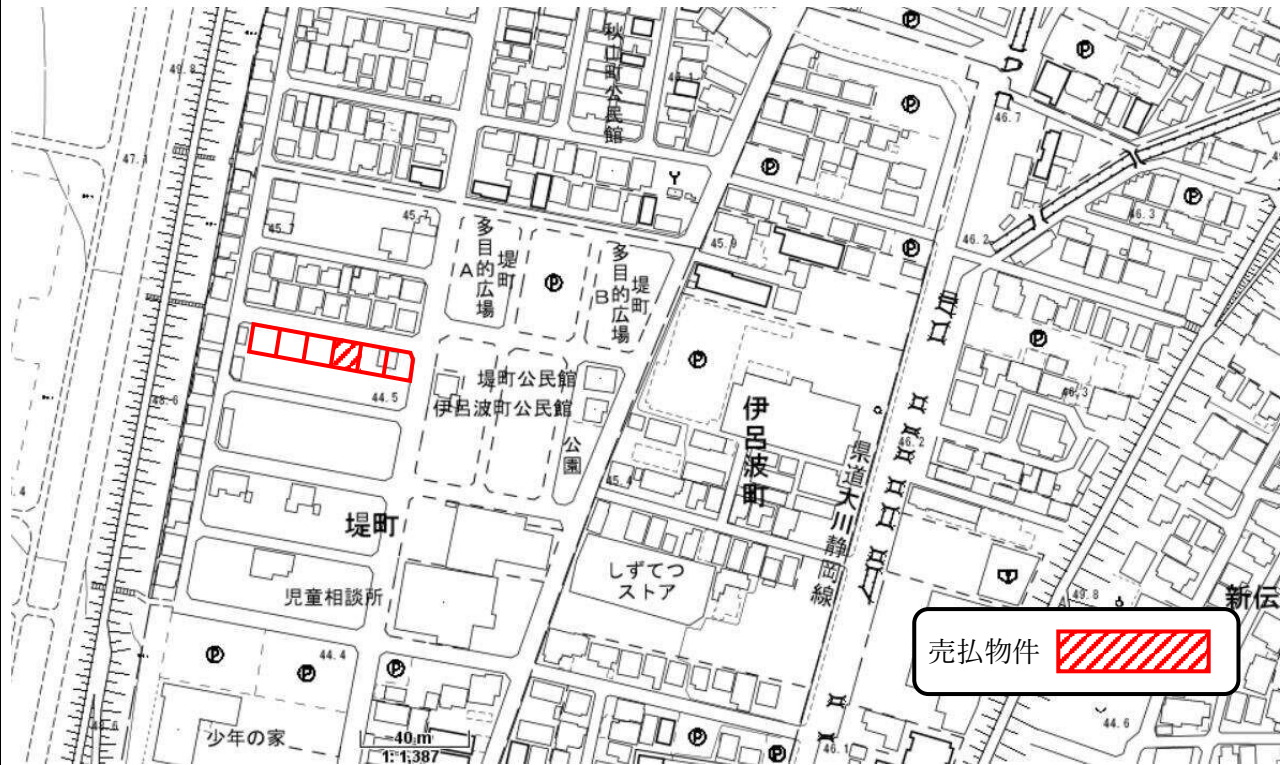 秋山町公民館
49.8
46.7
47.1
46.3
45.7
45.7
45.9
46.2
多目的広場
A
堤町
多目的広場
B
堤町
堤町公民館
伊呂波町公民館
44.5
48.6
46.3
伊呂波町
県道大川静岡線
46.2
公園
45.4
堤町
しずてつ
ストア
児童相談所
49.8
新伝
売払物件
44.4
44.6
少年の家
40m
1:1,387
46.1